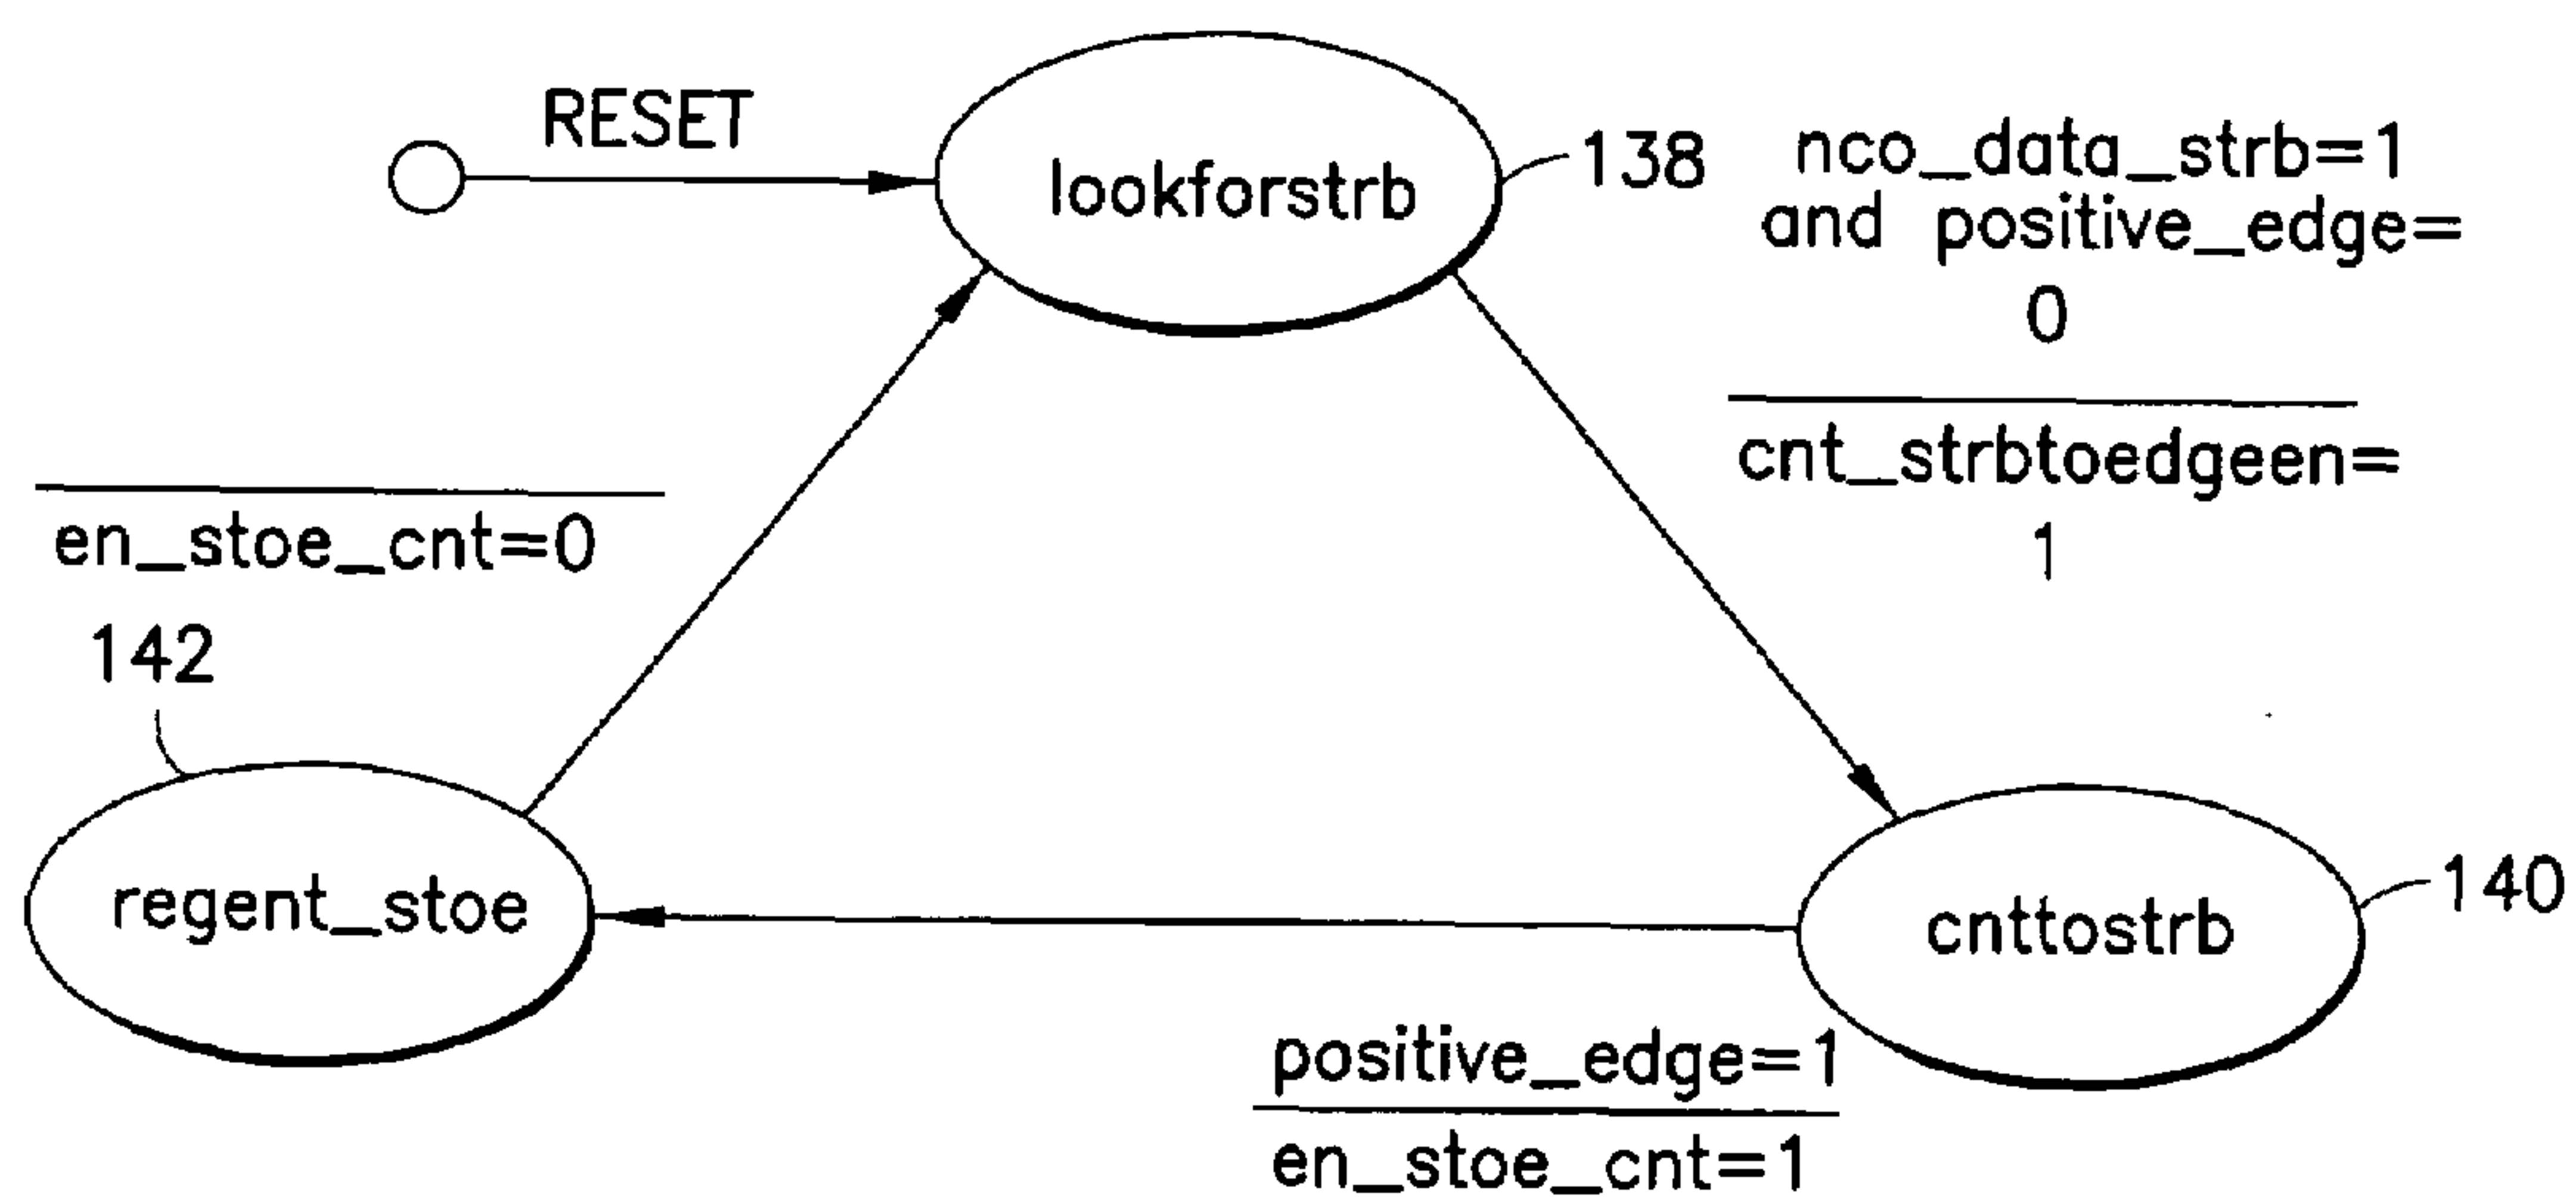 RESET
lookforstrb
138
nco_data_strb=1
and positive_edge=
0
cnt_strbtoedgeen=
1
en_stoe_cnt=0
142
regent_stoe
cnttostrb
140
positive_edge=1
en_stoe_cnt=1